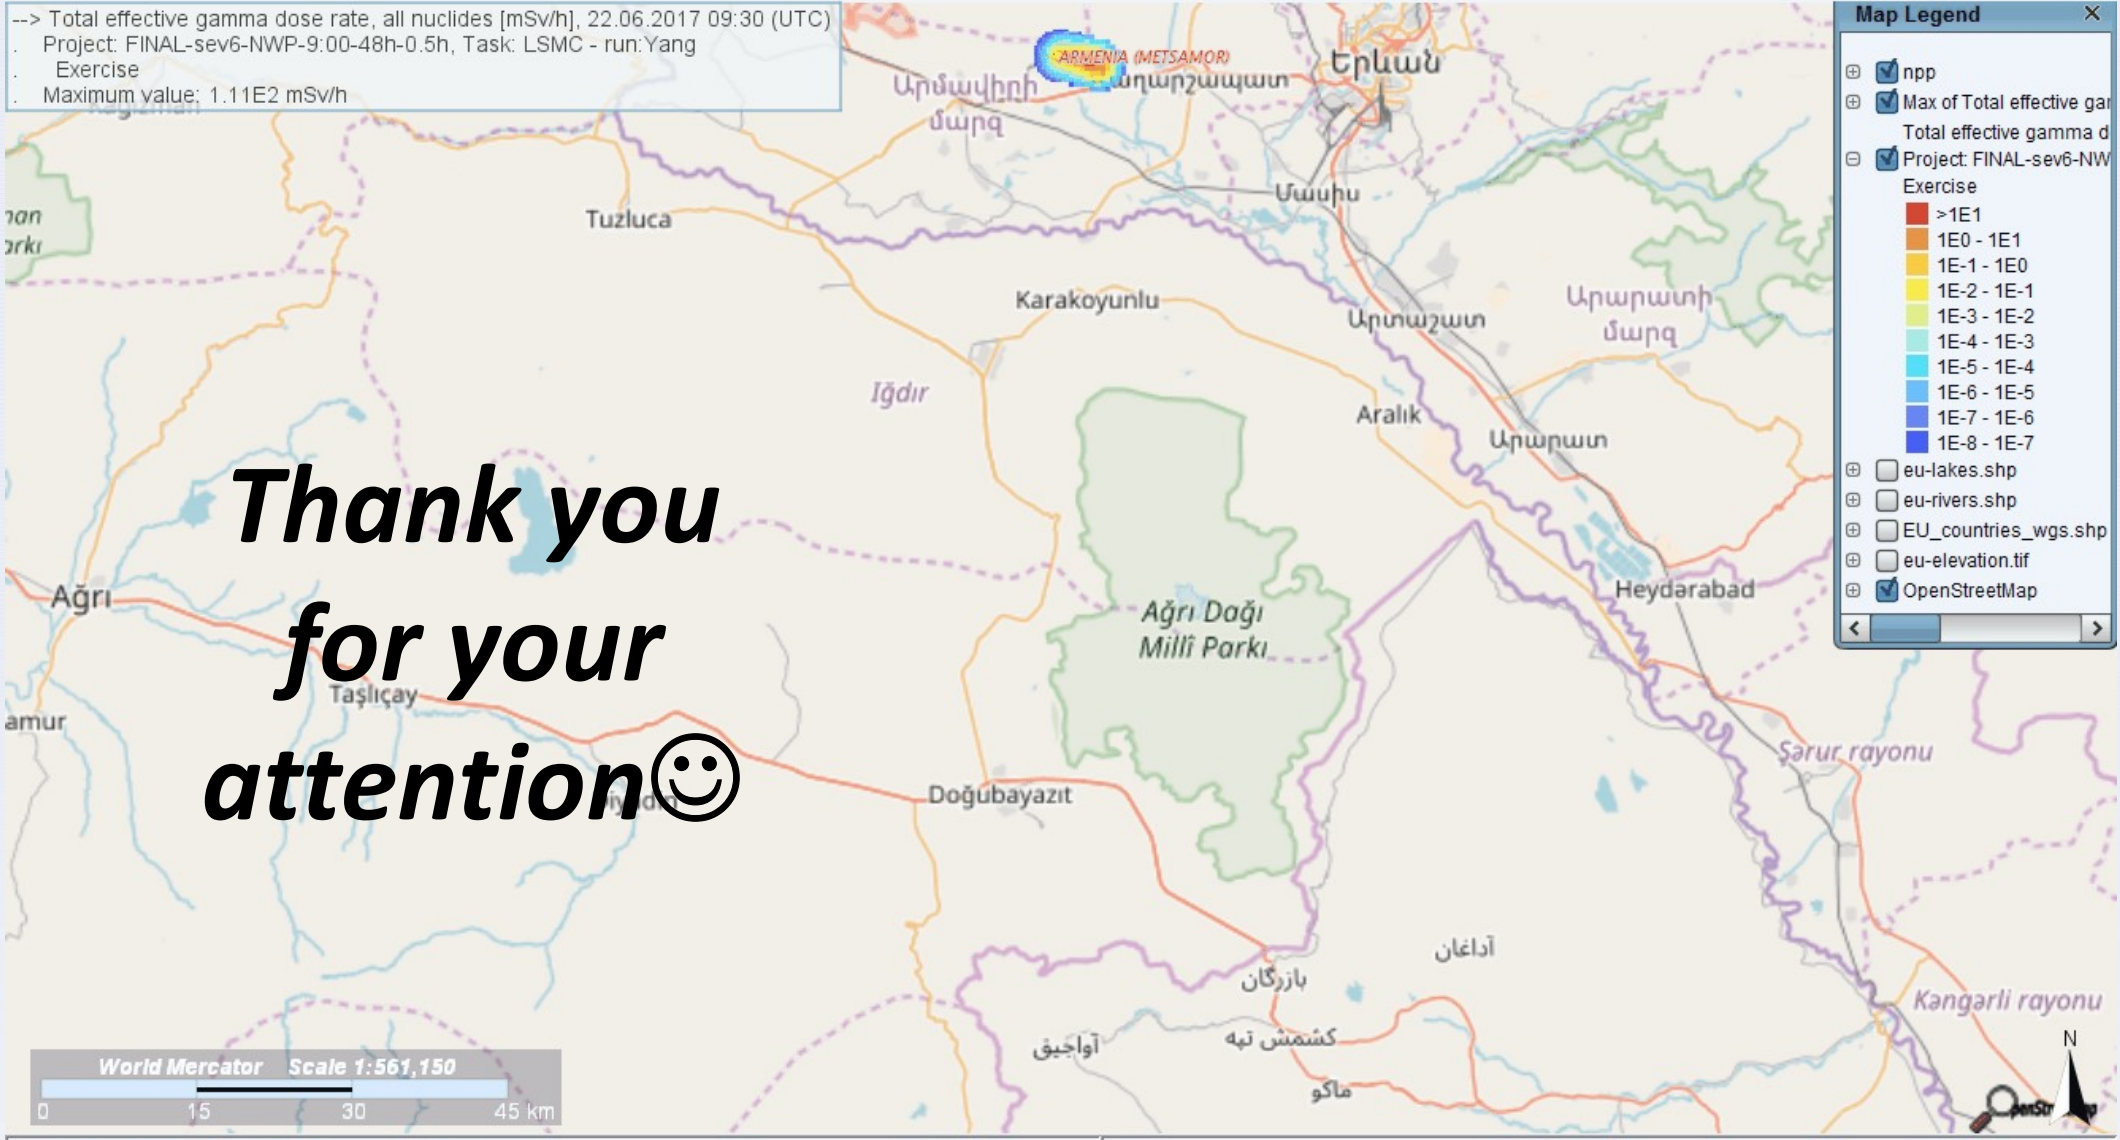 --> Total effective gamma dose rate, all nuclides [mSv/h], 22.06.2017 09:30 (UTC)
. Project: FINAL-sev6-NWP-9:00-48h-0.5h, Task: LSMC - run:Yang
. Exercise
. Maximum value: 1.11E2 mSv/h
Kağızman
ARMENIA (METSAMOR)
Երևան
Արմավիրի
մարզ
աղարշապատ
Մասիս
Tuzluca
Karakoyunlu
Արտաշատ
Արարատի
մարզ
Iğdır
Aralık
Արարատ
Heydərabad
Ağrı
Ağrı Dağı
Millî Parkı
Thank you
for your
attention☺
Taşlıçay
amur
Diyadin
Doğubayazıt
Şərur rayonu
آداغان
بازرگان
Kəngərli rayonu
آواجیق
کشمش تپه
ماکو
Map Legend
npp
Max of Total effective gar
Total effective gamma d
Project: FINAL-sev6-NW
Exercise
>1E1
1E0 - 1E1
1E-1 - 1E0
1E-2 - 1E-1
1E-3 - 1E-2
1E-4 - 1E-3
1E-5 - 1E-4
1E-6 - 1E-5
1E-7 - 1E-6
1E-8 - 1E-7
eu-lakes.shp
eu-rivers.shp
EU_countries_wgs.shp
eu-elevation.tif
OpenStreetMap
World Mercator Scale 1:561,150
0 15 30 45 km
N